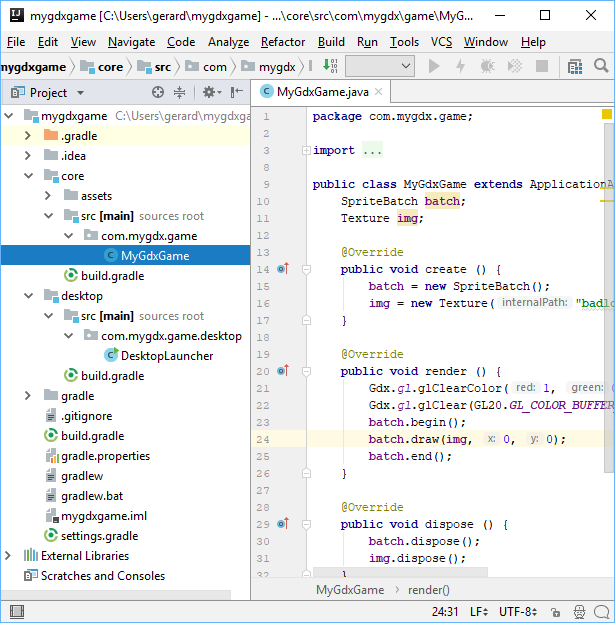 mygdxgame [C:\Users\gerard\mygdxgame] - ...\core\src\com\mygdx\game\MyG...
File Edit View Navigate Code Analyze Refactor Build Run Tools VCS Window Help
mygdxgame core src com mygdx
Project
MyGdxGame.java
mygdxgame C:\Users\gerard\mygdxga
.gradle
.idea
core
assets
src [main] sources root
com.mygdx.game
MyGdxGame
build.gradle
desktop
src [main] sources root
com.mygdx.game.desktop
DesktopLauncher
build.gradle
gradle
.gitignore
build.gradle
gradle.properties
gradlew
gradlew.bat
mygdxgame.iml
settings.gradle
External Libraries
Scratches and Consoles
1 package com.mygdx.game;
2
3 import ...
8
9 public class MyGdxGame extends ApplicationA
10 SpriteBatch batch;
11 Texture img;
12
13 @Override
14 public void create () {
15 batch = new SpriteBatch();
16 img = new Texture( internalPath: "badlo
17 }
18
19 @Override
20 public void render () {
21 Gdx.gl.glClearColor( red: 1, green: 0
22 Gdx.gl.glClear(GL20.GL_COLOR_BUFFER
23 batch.begin();
24 batch.draw(img, x: 0, y: 0);
25 batch.end();
26 }
27
28 @Override
29 public void dispose () {
30 batch.dispose();
31 img.dispose();
32 }
MyGdxGame render()
24:31 LF UTF-8